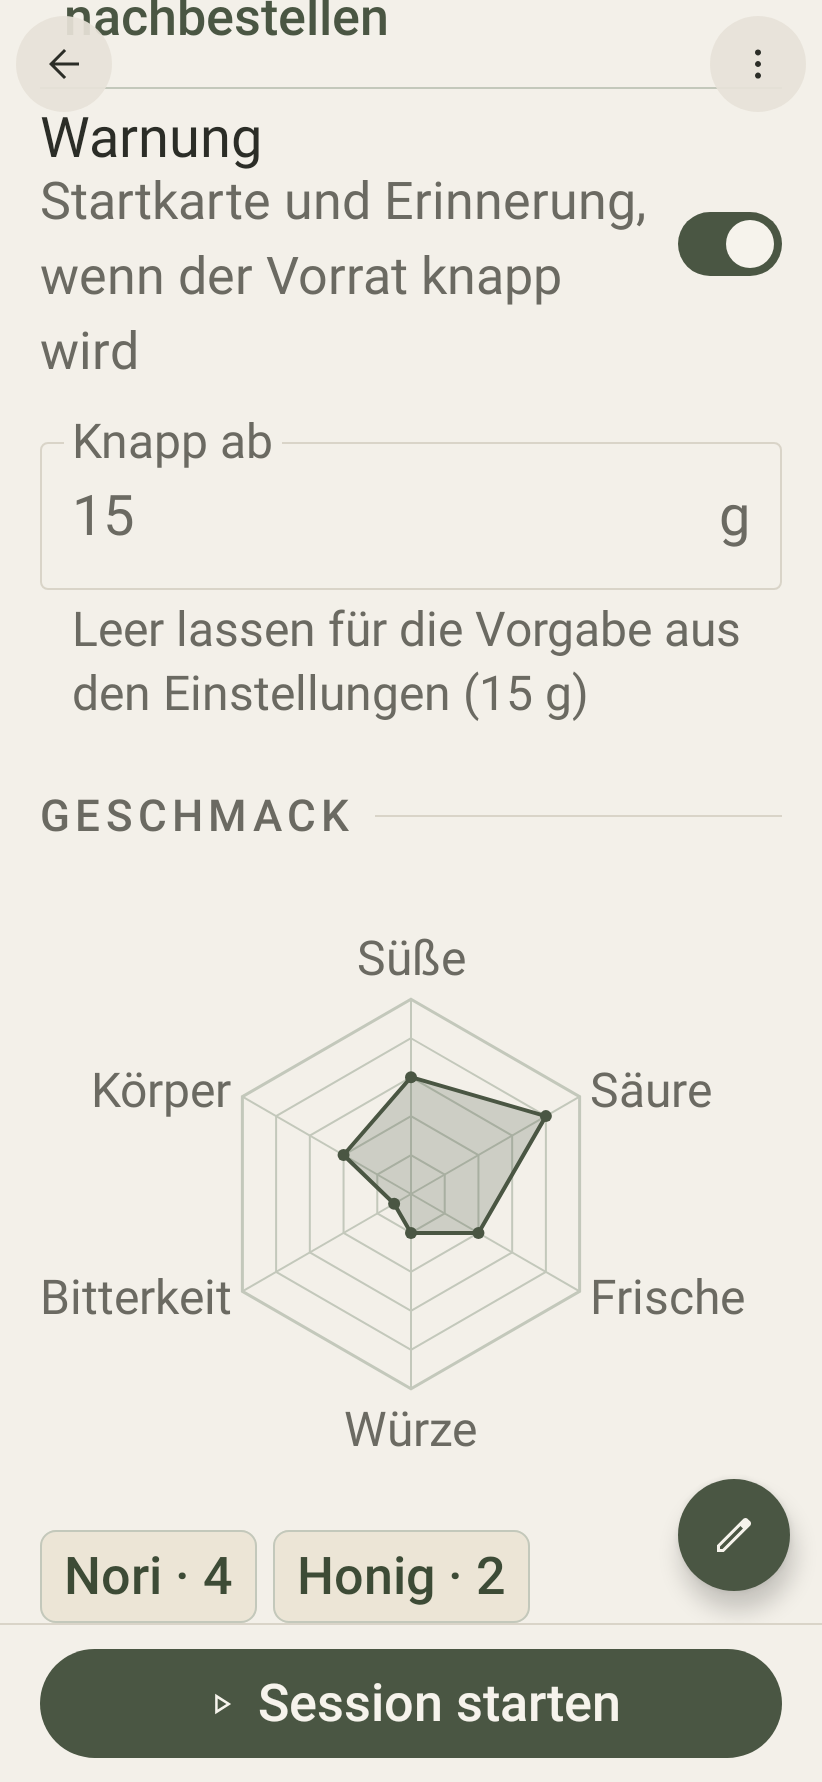 nachbestellen
Warnung
Startkarte und Erinnerung,
wenn der Vorrat knapp
wird
Knapp ab
15 g
Leer lassen für die Vorgabe aus
den Einstellungen (15 g)
GESCHMACK
Süße
Körper
Säure
Bitterkeit
Frische
Würze
Nori · 4
Honig · 2
Session starten